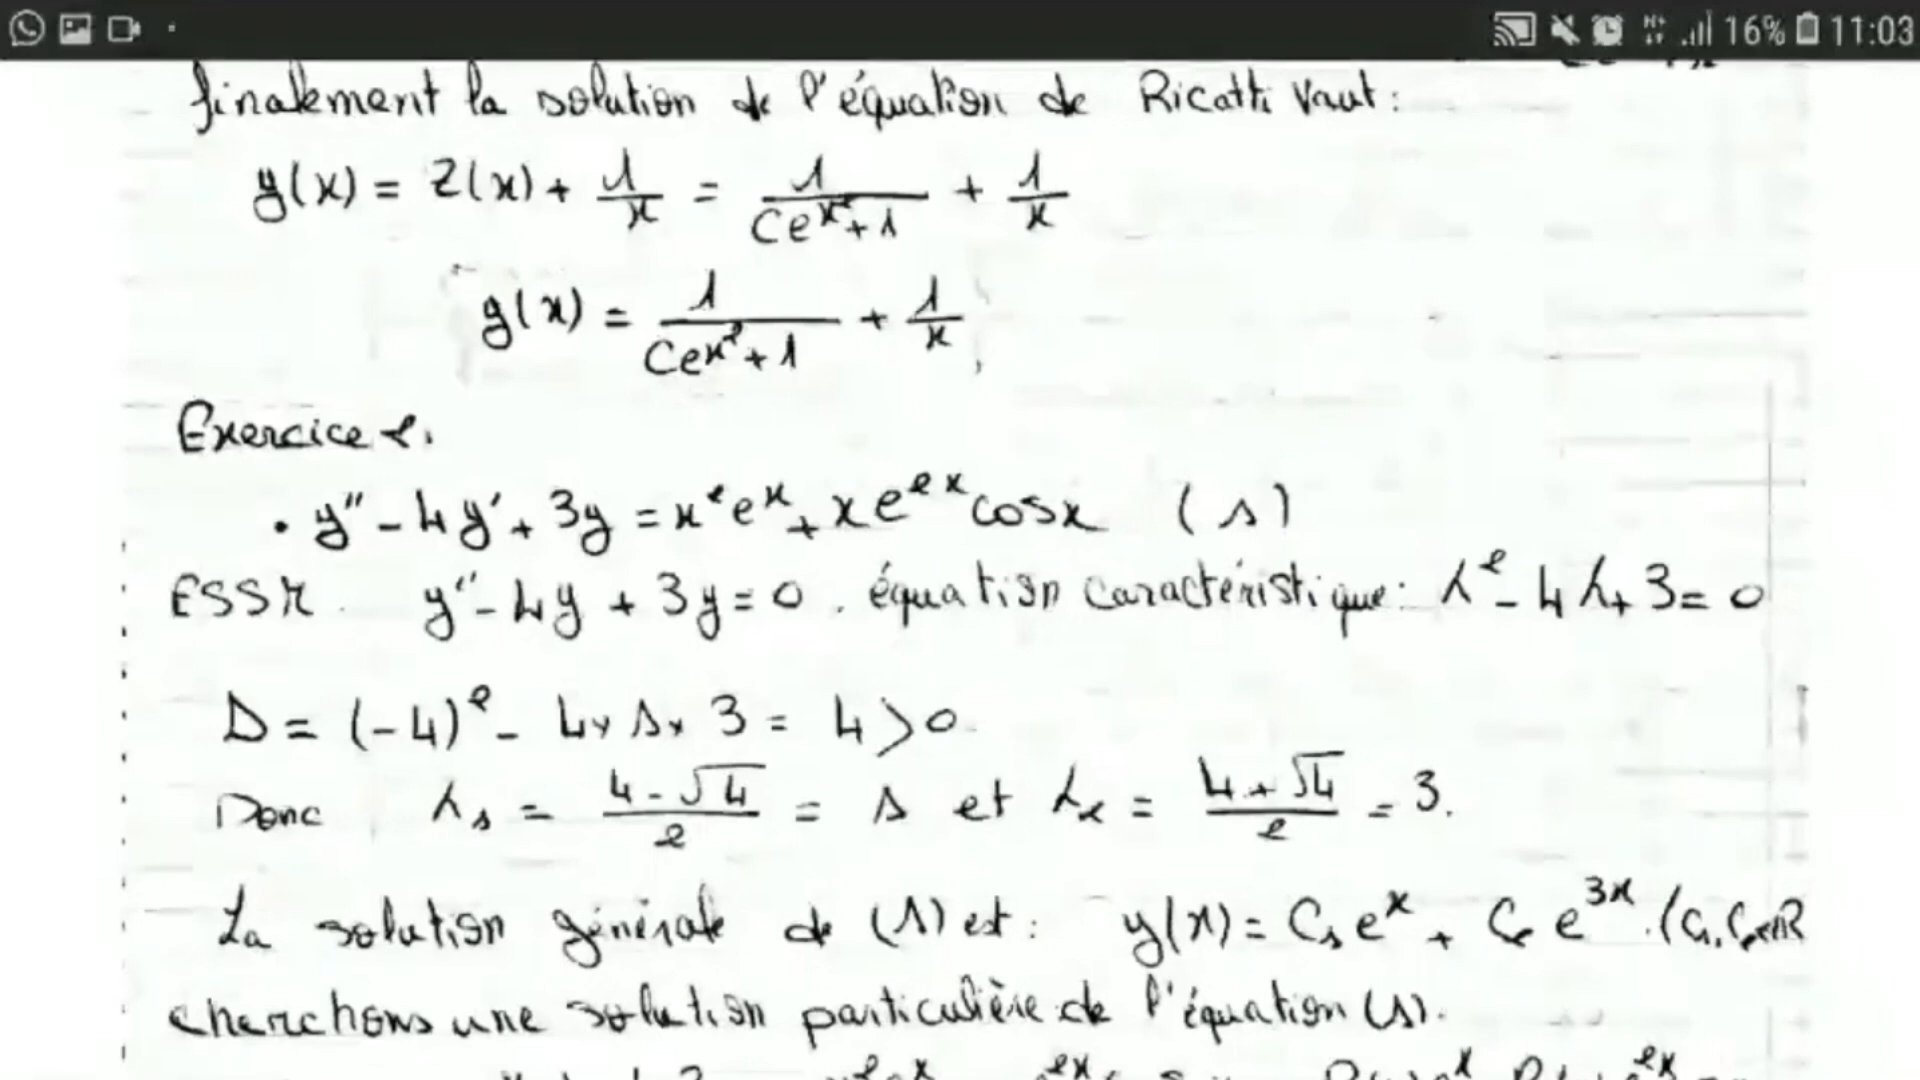 16% 11:03
finalement la solution de l'équation de Ricatti vaut :
y(x) = Z(x) + 1/x = 1/(Ce^x²+1) + 1/x
y(x) = 1/(Ce^x²+1) + 1/x
Exercice 2.
• y'' - 4y' + 3y = x²e^x + xe^2x cosx (1)
ESSM y'' - 4y + 3y = 0. équation caractéristique : λ² - 4λ + 3 = 0
Δ = (-4)² - 4×1×3 = 4 > 0
Donc λ₁ = (4-√4)/2 = 1 et λ₂ = (4+√4)/2 = 3.
La solution générale de (1) est : y(x) = C₁e^x + C₂e^3x. (C₁, C₂∈ℝ
cherchons une solution particulière de l'équation (1).